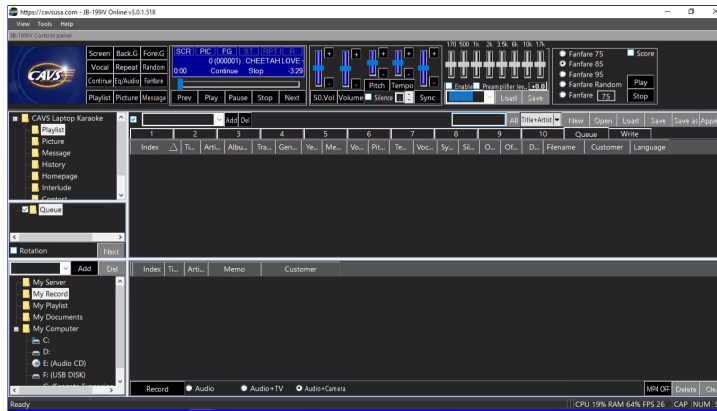 https://cavsusa.com - JB-199IV Online v3.0.1.518
View Tools Help
JB-199IV Control panel
CAVS
Screen Back.G Fore.G
Vocal Repeat Random
Continue Eq/Audio Fanfare
Playlist Picture Message
SCR PIC FG ST RPT R
0 (000001) : CHEETAH LOVE -
0:00 Continue Stop -3:29
Prev Play Pause Stop Next
Pitch Tempo
S0.Vol Volume Silence Sync
170 500 1k 2k 3.5k 6k 10k 17k
Enable Preamplifier lev.. +0.0
Load Save
Fanfare 75
Fanfare 85
Fanfare 95
Fanfare Random
Fanfare 75
Score
Play
Stop
CAVS Laptop Karaoke
Playlist
Picture
Message
History
Homepage
Interlude
Contest
Queue
Rotation Next
Add Del
All Title+Artist New Open Load Save Save as Appe
1 2 3 4 5 6 7 8 9 10 Queue Write
Index Ti... Arti... Albu... Tra... Gen... Ye... Me... Vo... Pit... Te... Voc... Sy... Sil... O... Of... D... Filename Customer Language
Add Del
My Server
My Record
My Playlist
My Documents
My Computer
C:
D:
E: (Audio CD)
F: (USB DISK)
Index Ti... Arti... Memo Customer
Record Audio Audio+TV Audio+Camera MP4 OFF Delete Cle
Ready CPU 19% RAM 64% FPS 26 CAP NUM S